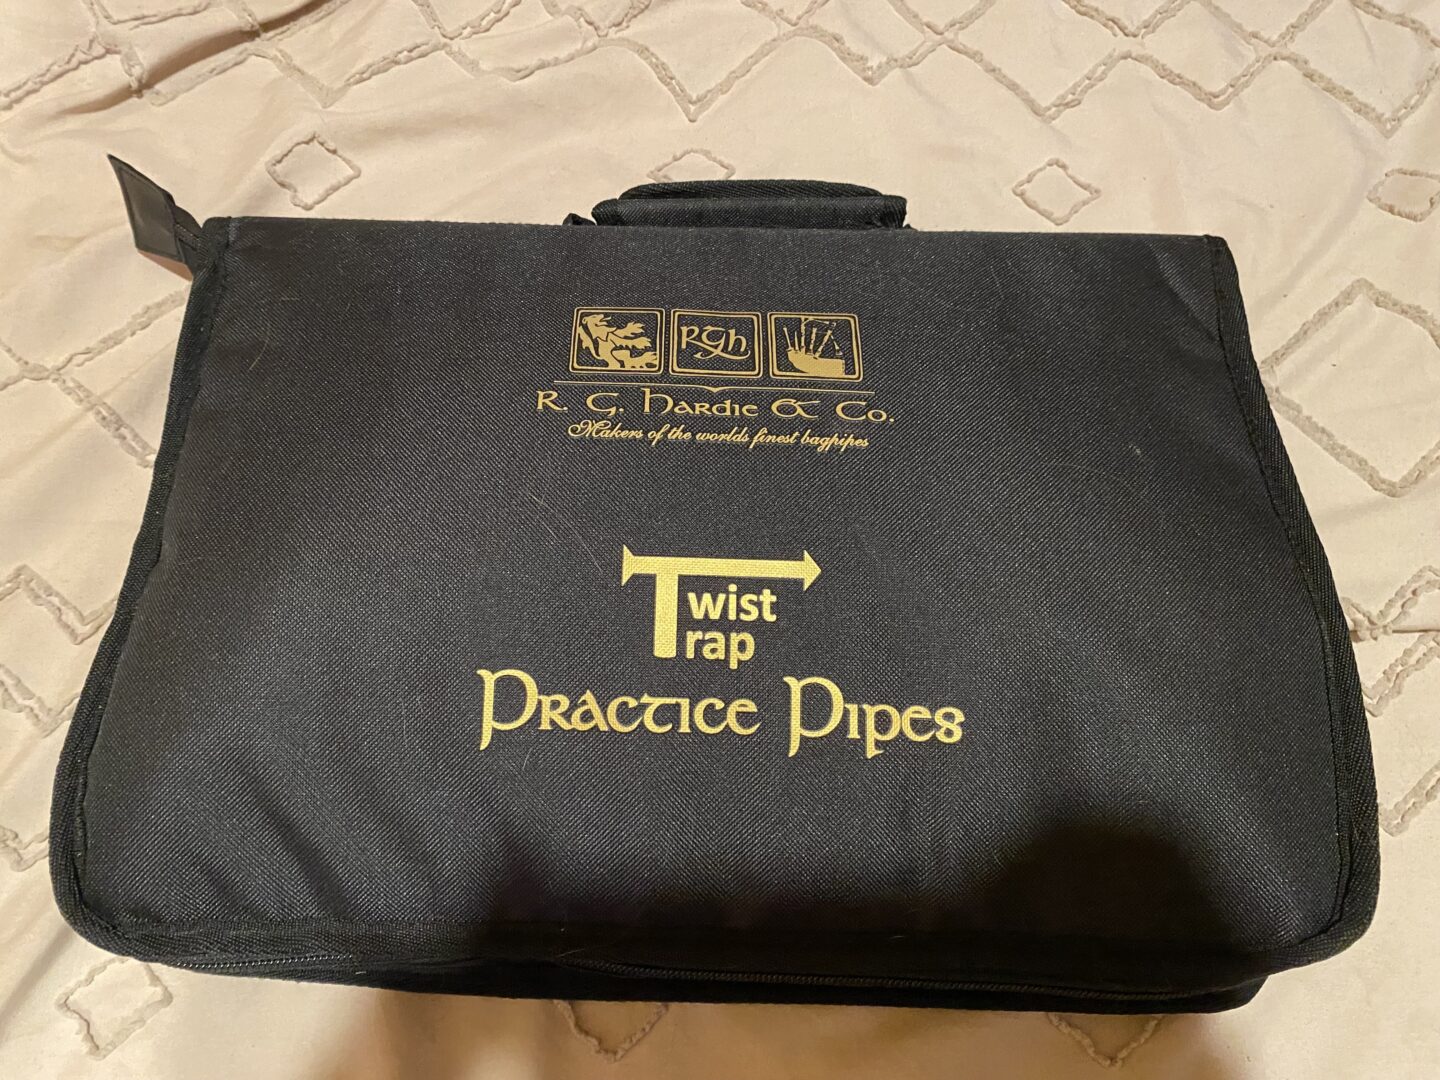 RGh
R. G. Hardie & Co.
Makers of the worlds finest bagpipes
Twist
Trap
Practice Pipes